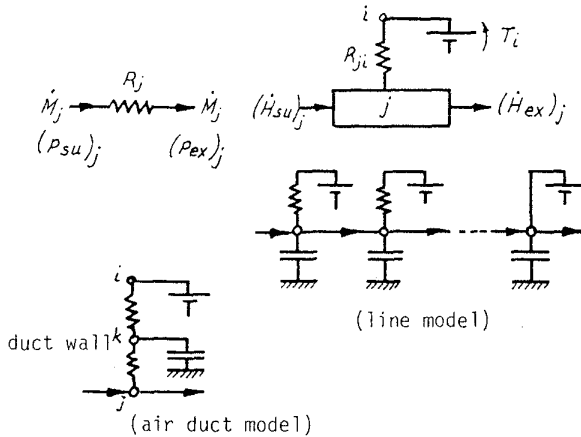 i
T_i
R_ji
R_j
Ṁ_j
Ṁ_j
(Ḣ_su)_j
j
(Ḣ_ex)_j
(P_su)_j
(P_ex)_j
(line model)
i
duct wall k
j
(air duct model)